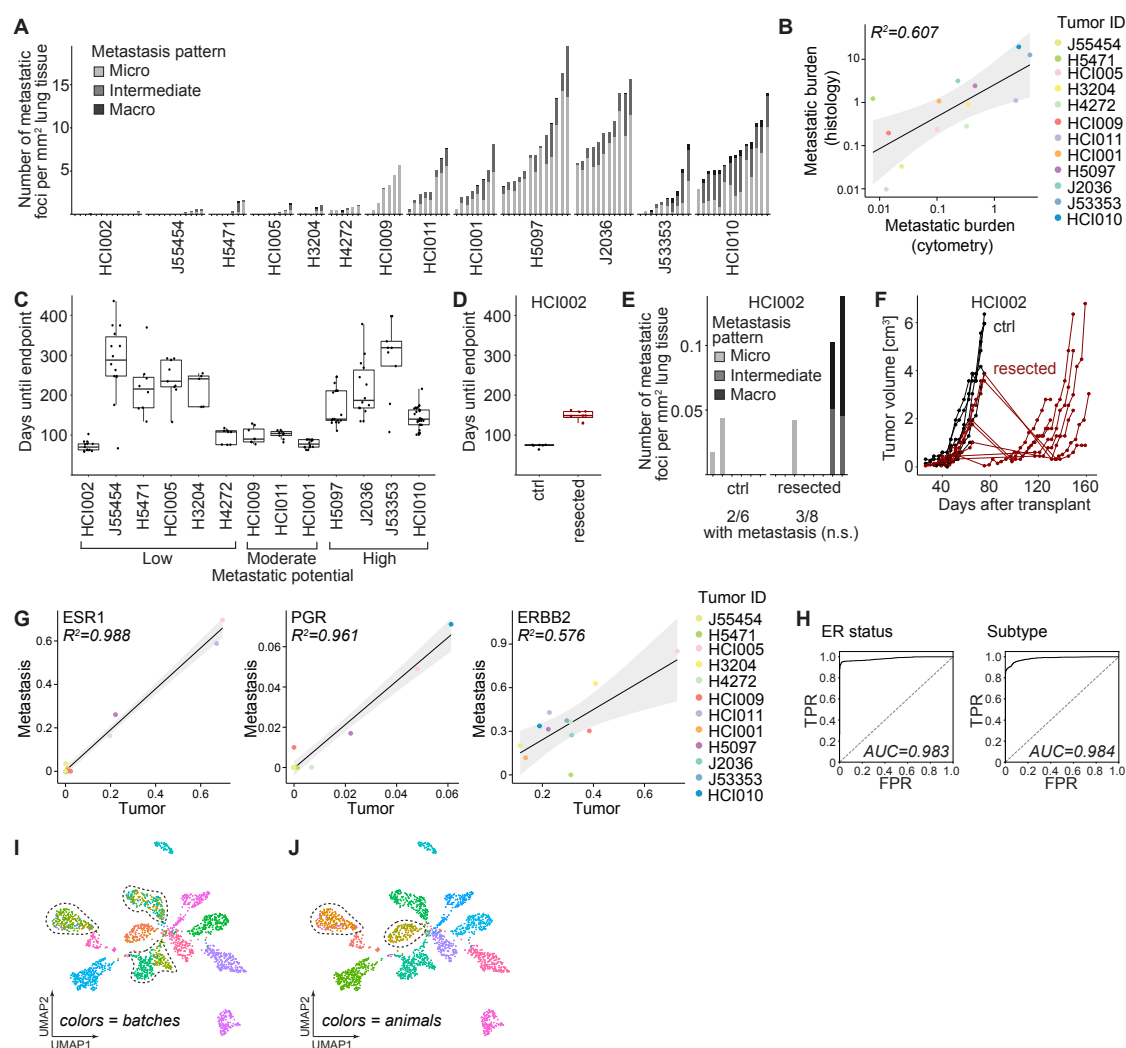 A
Metastasis pattern
Micro
Intermediate
Macro
Number of metastatic
foci per mm² lung tissue
15
10
5
HCI002
J55454
H5471
HCI005
H3204
H4272
HCI009
HCI011
HCI001
H5097
J2036
J53353
HCI010
B
R²=0.607
Metastatic burden
(histology)
10
1
0.1
0.01
0.01
0.1
1
Metastatic burden
(cytometry)
Tumor ID
J55454
H5471
HCI005
H3204
H4272
HCI009
HCI011
HCI001
H5097
J2036
J53353
HCI010
C
Days until endpoint
400
300
200
100
HCI002
J55454
H5471
HCI005
H3204
H4272
HCI009
HCI011
HCI001
H5097
J2036
J53353
HCI010
Low
Moderate
High
Metastatic potential
D
HCI002
Days until endpoint
400
300
200
100
ctrl
resected
E
HCI002
Metastasis
pattern
Micro
Intermediate
Macro
Number of metastatic
foci per mm² lung tissue
0.1
0.05
ctrl
resected
2/6
3/8
with metastasis (n.s.)
F
HCI002
ctrl
resected
Tumor volume [cm³]
6
4
2
0
40
80
120
160
Days after transplant
G
ESR1
R²=0.988
Metastasis
0.6
0.4
0.2
0
0
0.2
0.4
0.6
Tumor
PGR
R²=0.961
Metastasis
0.06
0.04
0.02
0
0
0.02
0.04
0.06
Tumor
ERBB2
R²=0.576
Metastasis
0.9
0.6
0.3
0
0.2
0.4
0.6
Tumor
Tumor ID
J55454
H5471
HCI005
H3204
H4272
HCI009
HCI011
HCI001
H5097
J2036
J53353
HCI010
H
ER status
TPR
1.0
0.8
0.6
0.4
0.2
0
AUC=0.983
0
0.2
0.4
0.6
0.8
1.0
FPR
Subtype
TPR
1.0
0.8
0.6
0.4
0.2
0
AUC=0.984
0
0.2
0.4
0.6
0.8
1.0
FPR
I
UMAP2
UMAP1
colors = batches
J
UMAP2
UMAP1
colors = animals